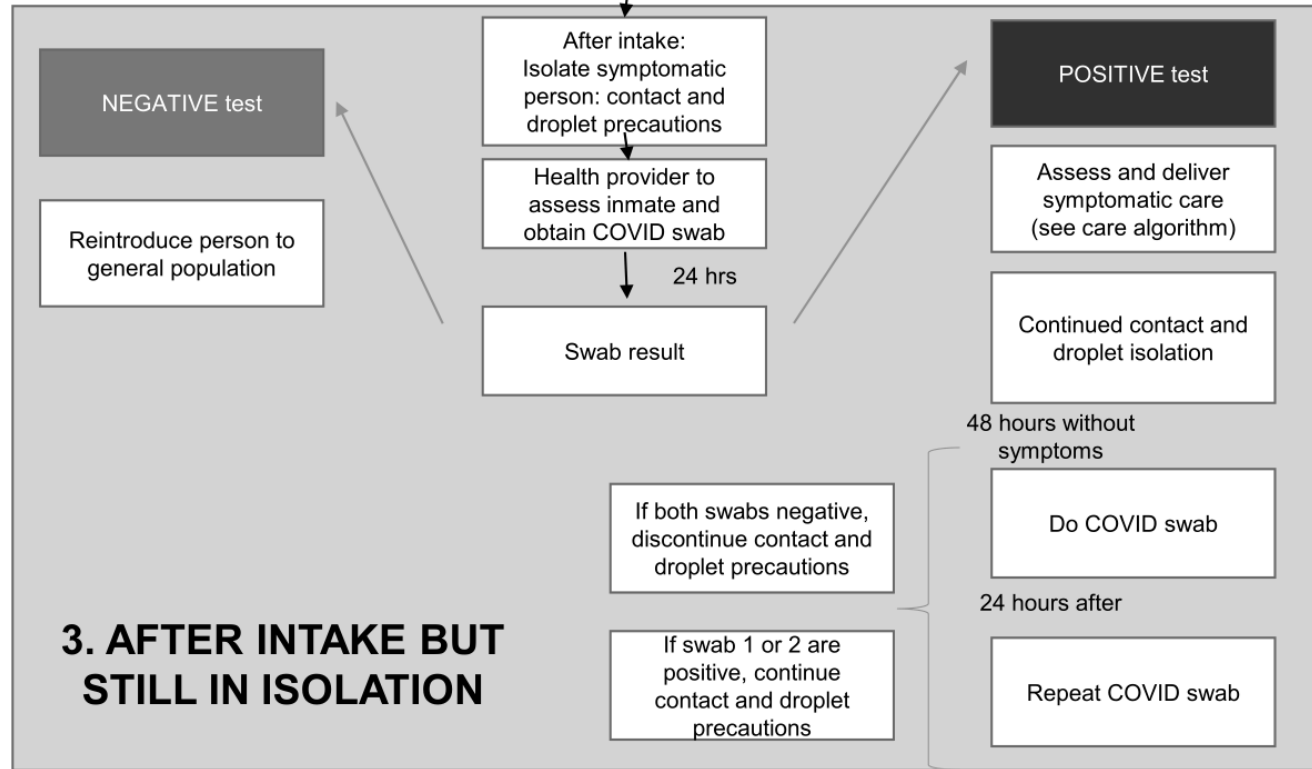 After intake:
Isolate symptomatic
person: contact and
droplet precautions
NEGATIVE test
POSITIVE test
Health provider to
assess inmate and
obtain COVID swab
Assess and deliver
symptomatic care
(see care algorithm)
Reintroduce person to
general population
24 hrs
Swab result
Continued contact and
droplet isolation
48 hours without
symptoms
If both swabs negative,
discontinue contact and
droplet precautions
Do COVID swab
24 hours after
3. AFTER INTAKE BUT
STILL IN ISOLATION
If swab 1 or 2 are
positive, continue
contact and droplet
precautions
Repeat COVID swab